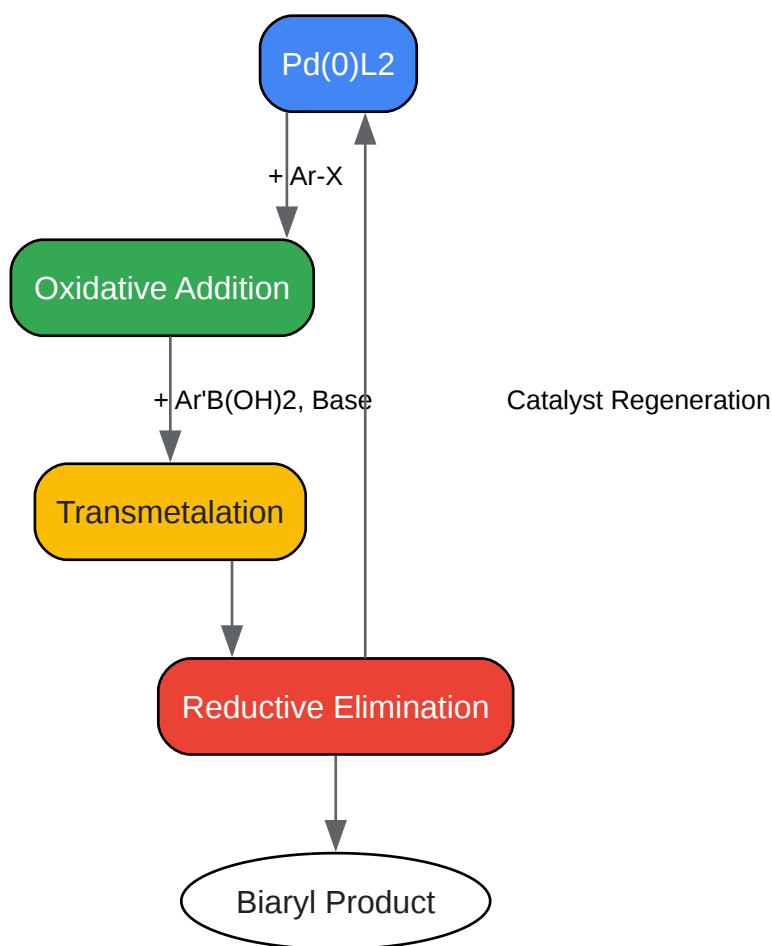 Pd(0)L2
+ Ar-X
Oxidative Addition
+ Ar'B(OH)2, Base
Catalyst Regeneration
Transmetalation
Reductive Elimination
Biaryl Product